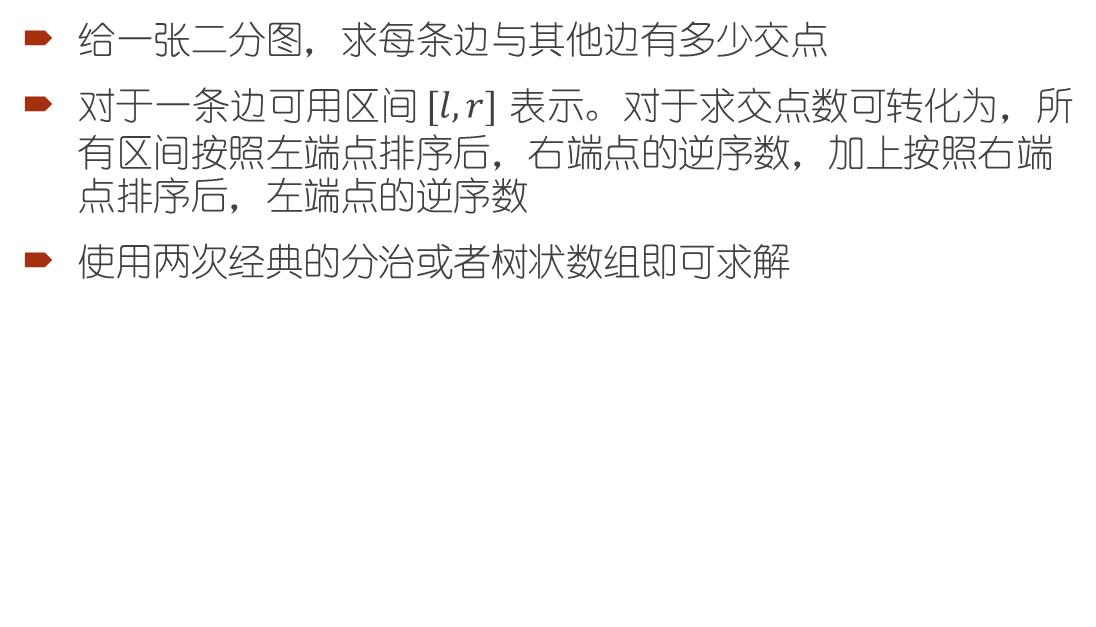 给一张二分图，求每条边与其他边有多少交点
对于一条边可用区间 [l, r] 表示。对于求交点数可转化为，所
有区间按照左端点排序后，右端点的逆序数，加上按照右端
点排序后，左端点的逆序数
使用两次经典的分治或者树状数组即可求解